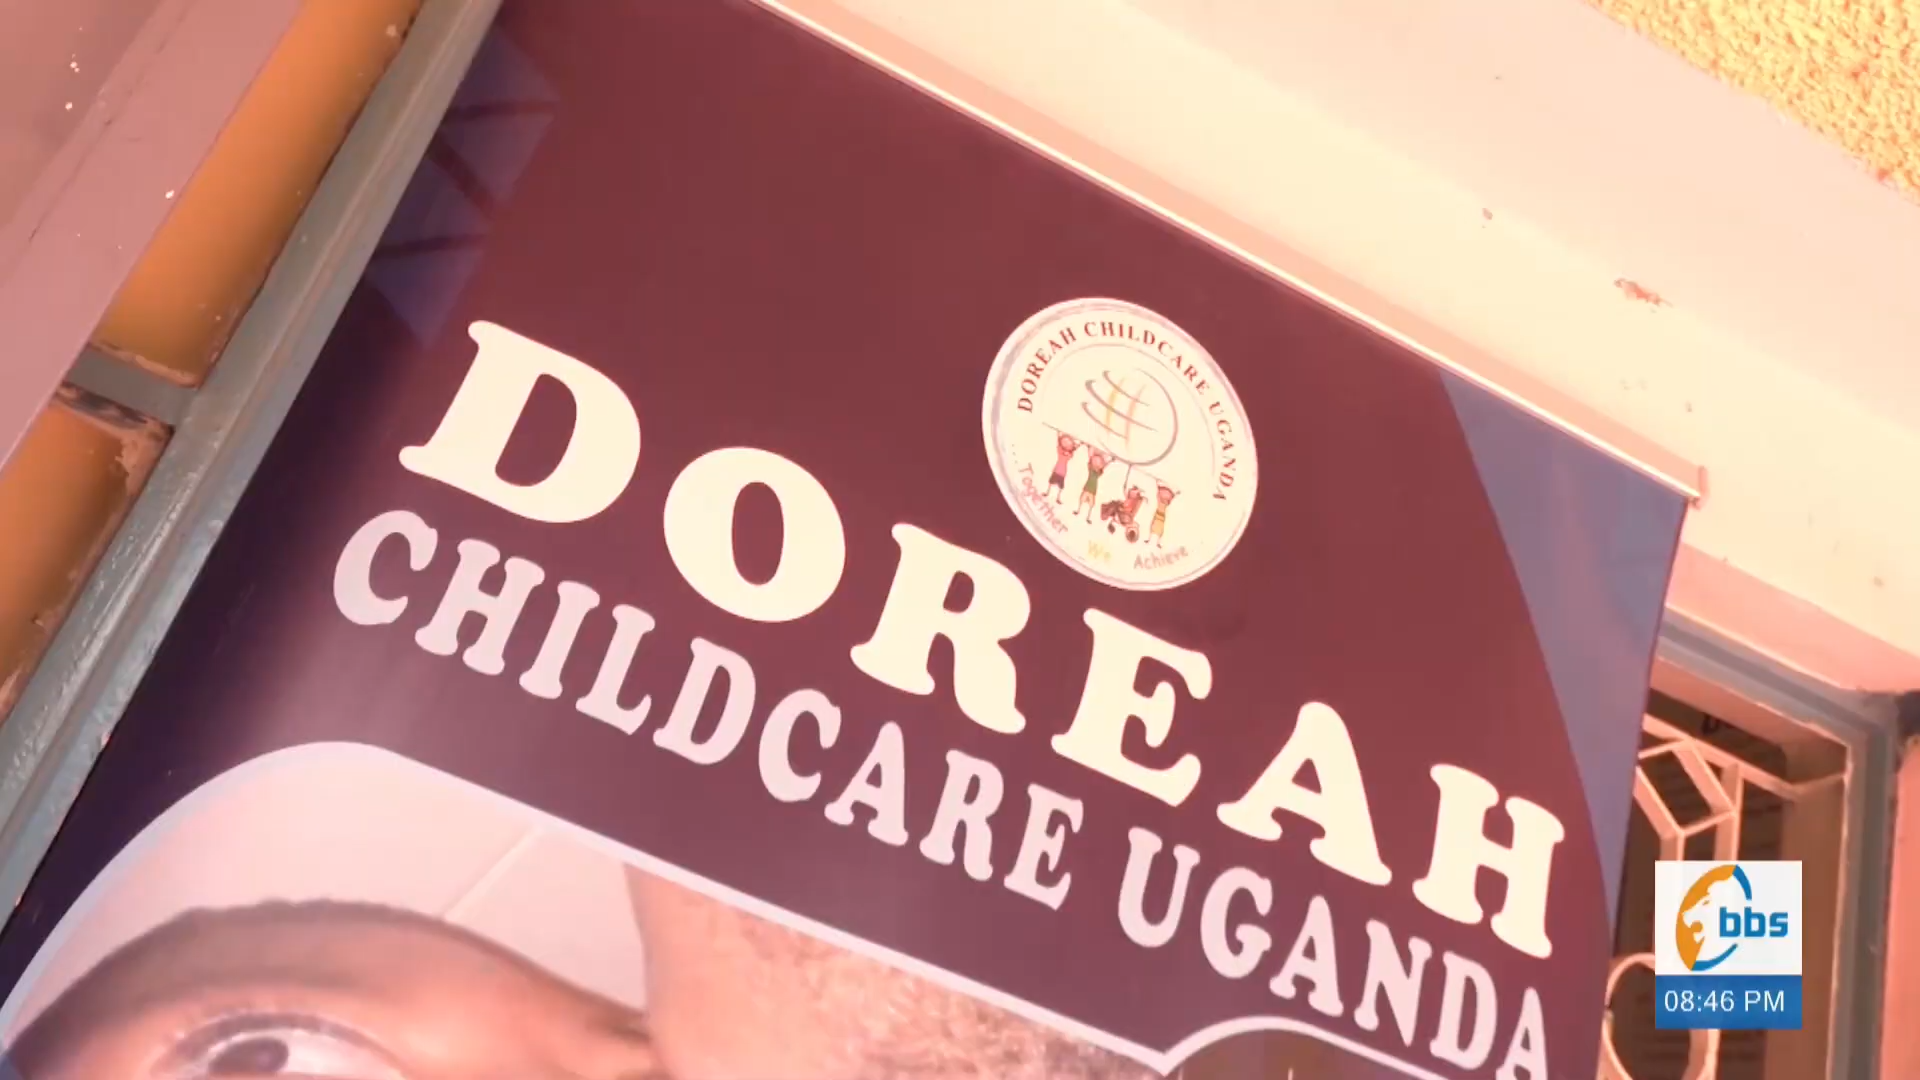 DOREAH CHILDCARE UGANDA
...Together We Achieve...
DOREAH
CHILDCARE UGANDA
bbs
08:46 PM